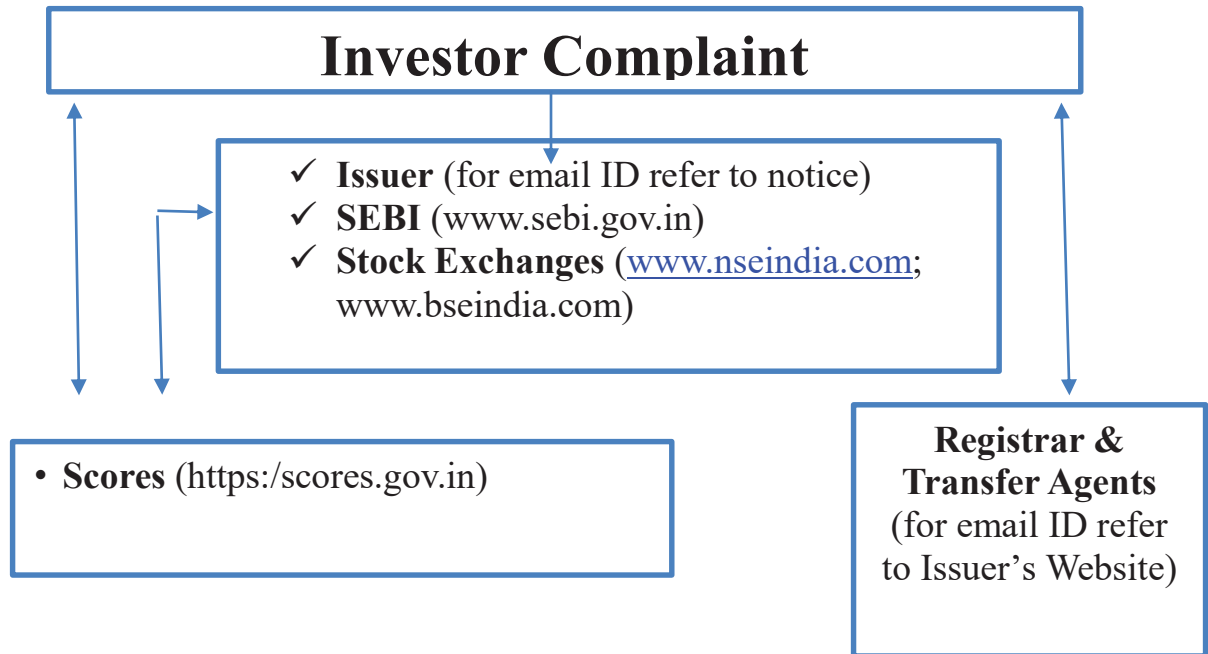 Investor Complaint
✓ Issuer (for email ID refer to notice)
✓ SEBI (www.sebi.gov.in)
✓ Stock Exchanges (www.nseindia.com;
www.bseindia.com)
• Scores (https:/scores.gov.in)
Registrar &
Transfer Agents
(for email ID refer
to Issuer’s Website)